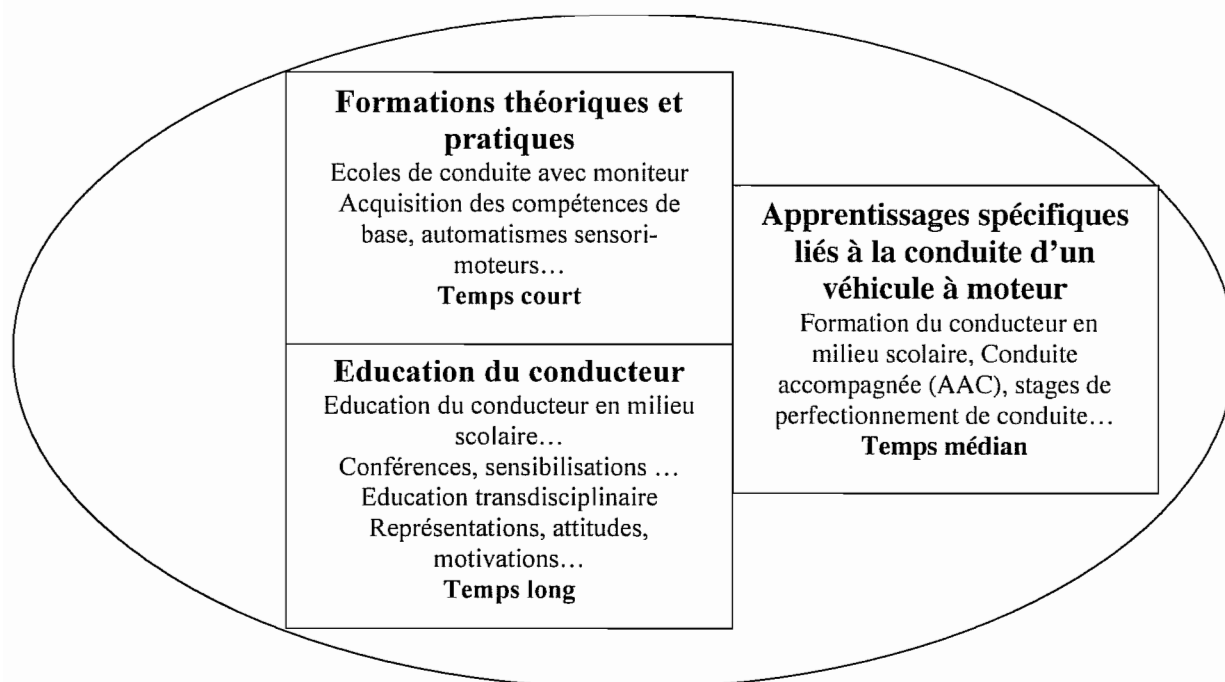 Formations théoriques et
pratiques
Ecoles de conduite avec moniteur
Acquisition des compétences de
base, automatismes sensori-
moteurs…
Temps court
Education du conducteur
Education du conducteur en milieu
scolaire…
Conférences, sensibilisations …
Education transdisciplinaire
Représentations, attitudes,
motivations…
Temps long
Apprentissages spécifiques
liés à la conduite d’un
véhicule à moteur
Formation du conducteur en
milieu scolaire, Conduite
accompagnée (AAC), stages de
perfectionnement de conduite…
Temps médian